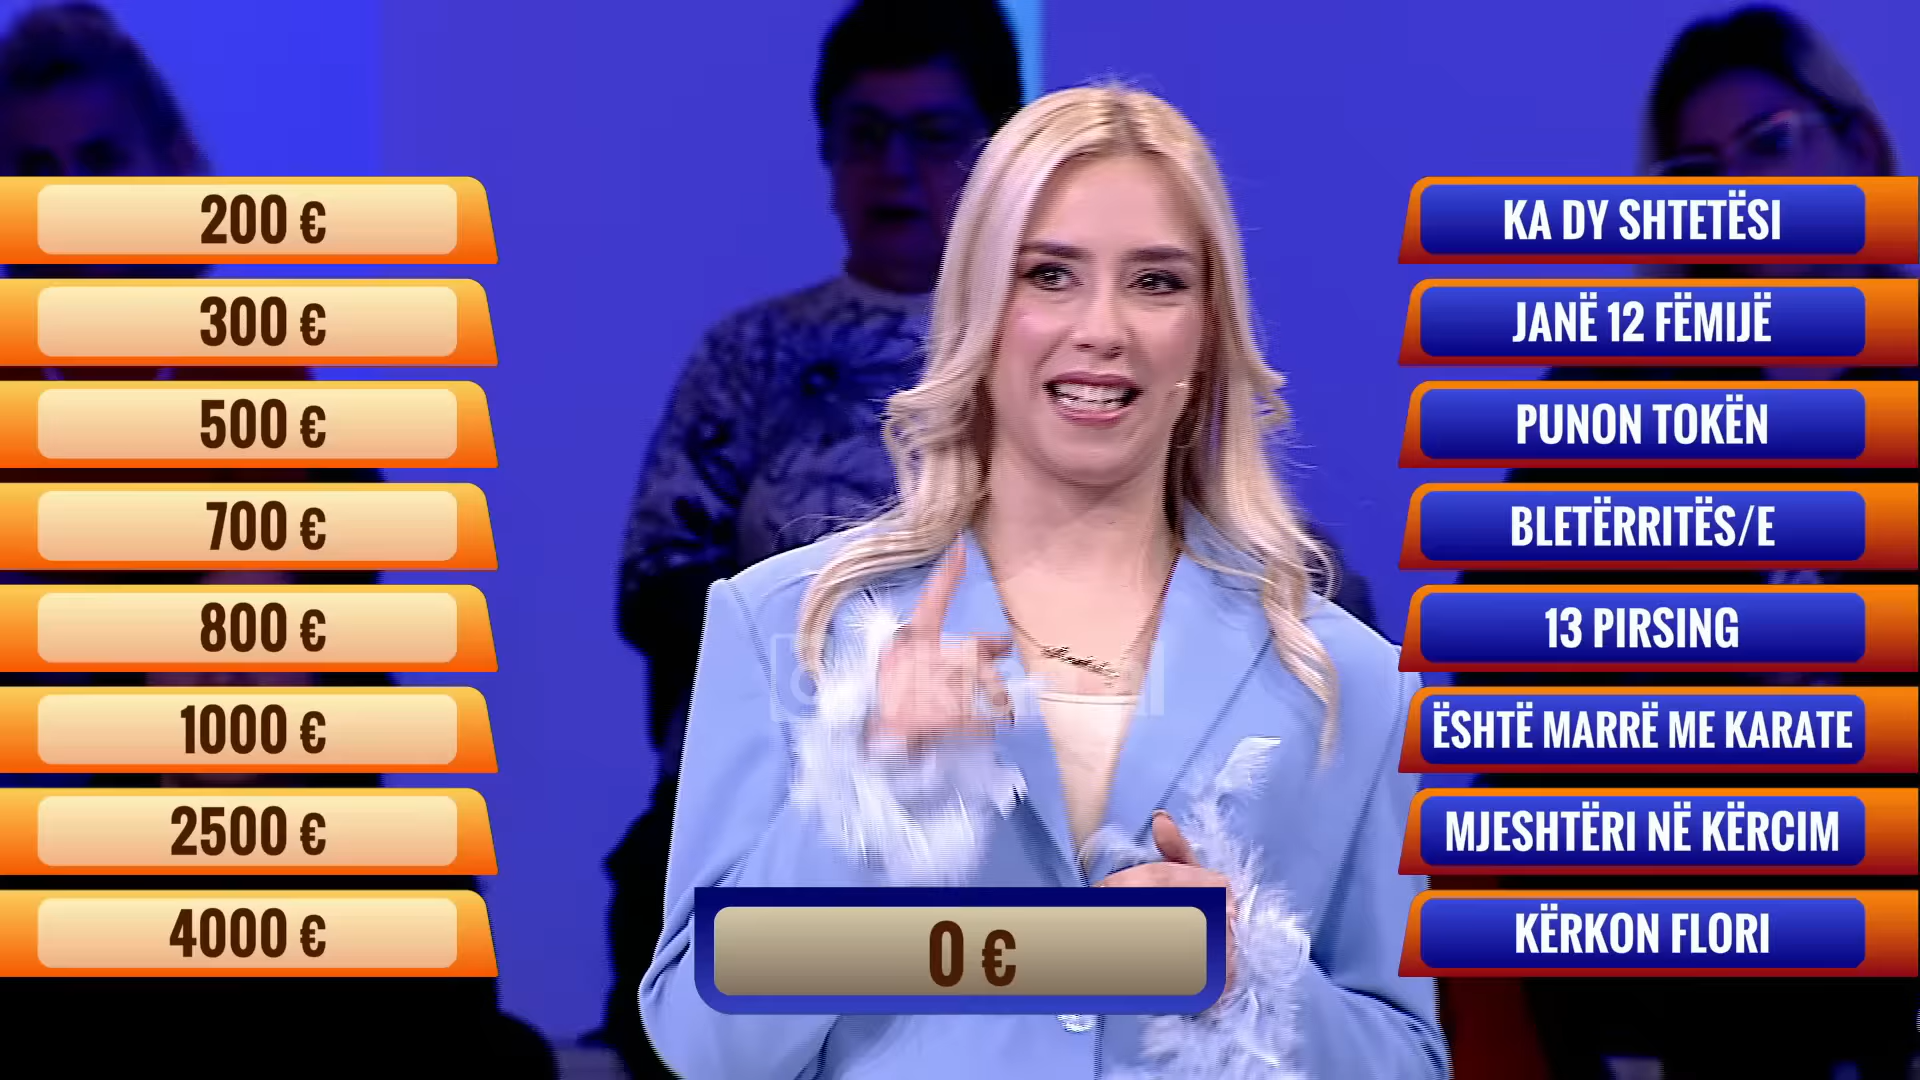 200 €
300 €
500 €
700 €
800 €
1000 €
2500 €
4000 €
KA DY SHTETËSI
JANË 12 FËMIJË
PUNON TOKËN
BLETËRRITËS/E
13 PIRSING
ËSHTË MARRË ME KARATE
MJESHTËRI NË KËRCIM
KËRKON FLORI
0 €